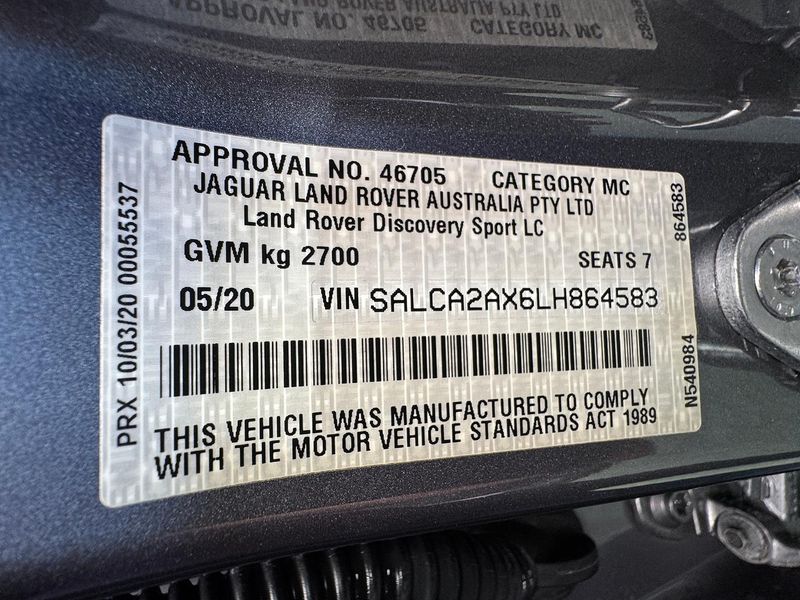 APPROVAL NO. 46705 CATEGORY MC
JAGUAR LAND ROVER AUSTRALIA PTY LTD
Land Rover Discovery Sport LC
GVM kg 2700 SEATS 7
05/20 VIN SALCA2AX6LH864583
THIS VEHICLE WAS MANUFACTURED TO COMPLY
WITH THE MOTOR VEHICLE STANDARDS ACT 1989
PRX 10/03/20 00055537
864583
N540984